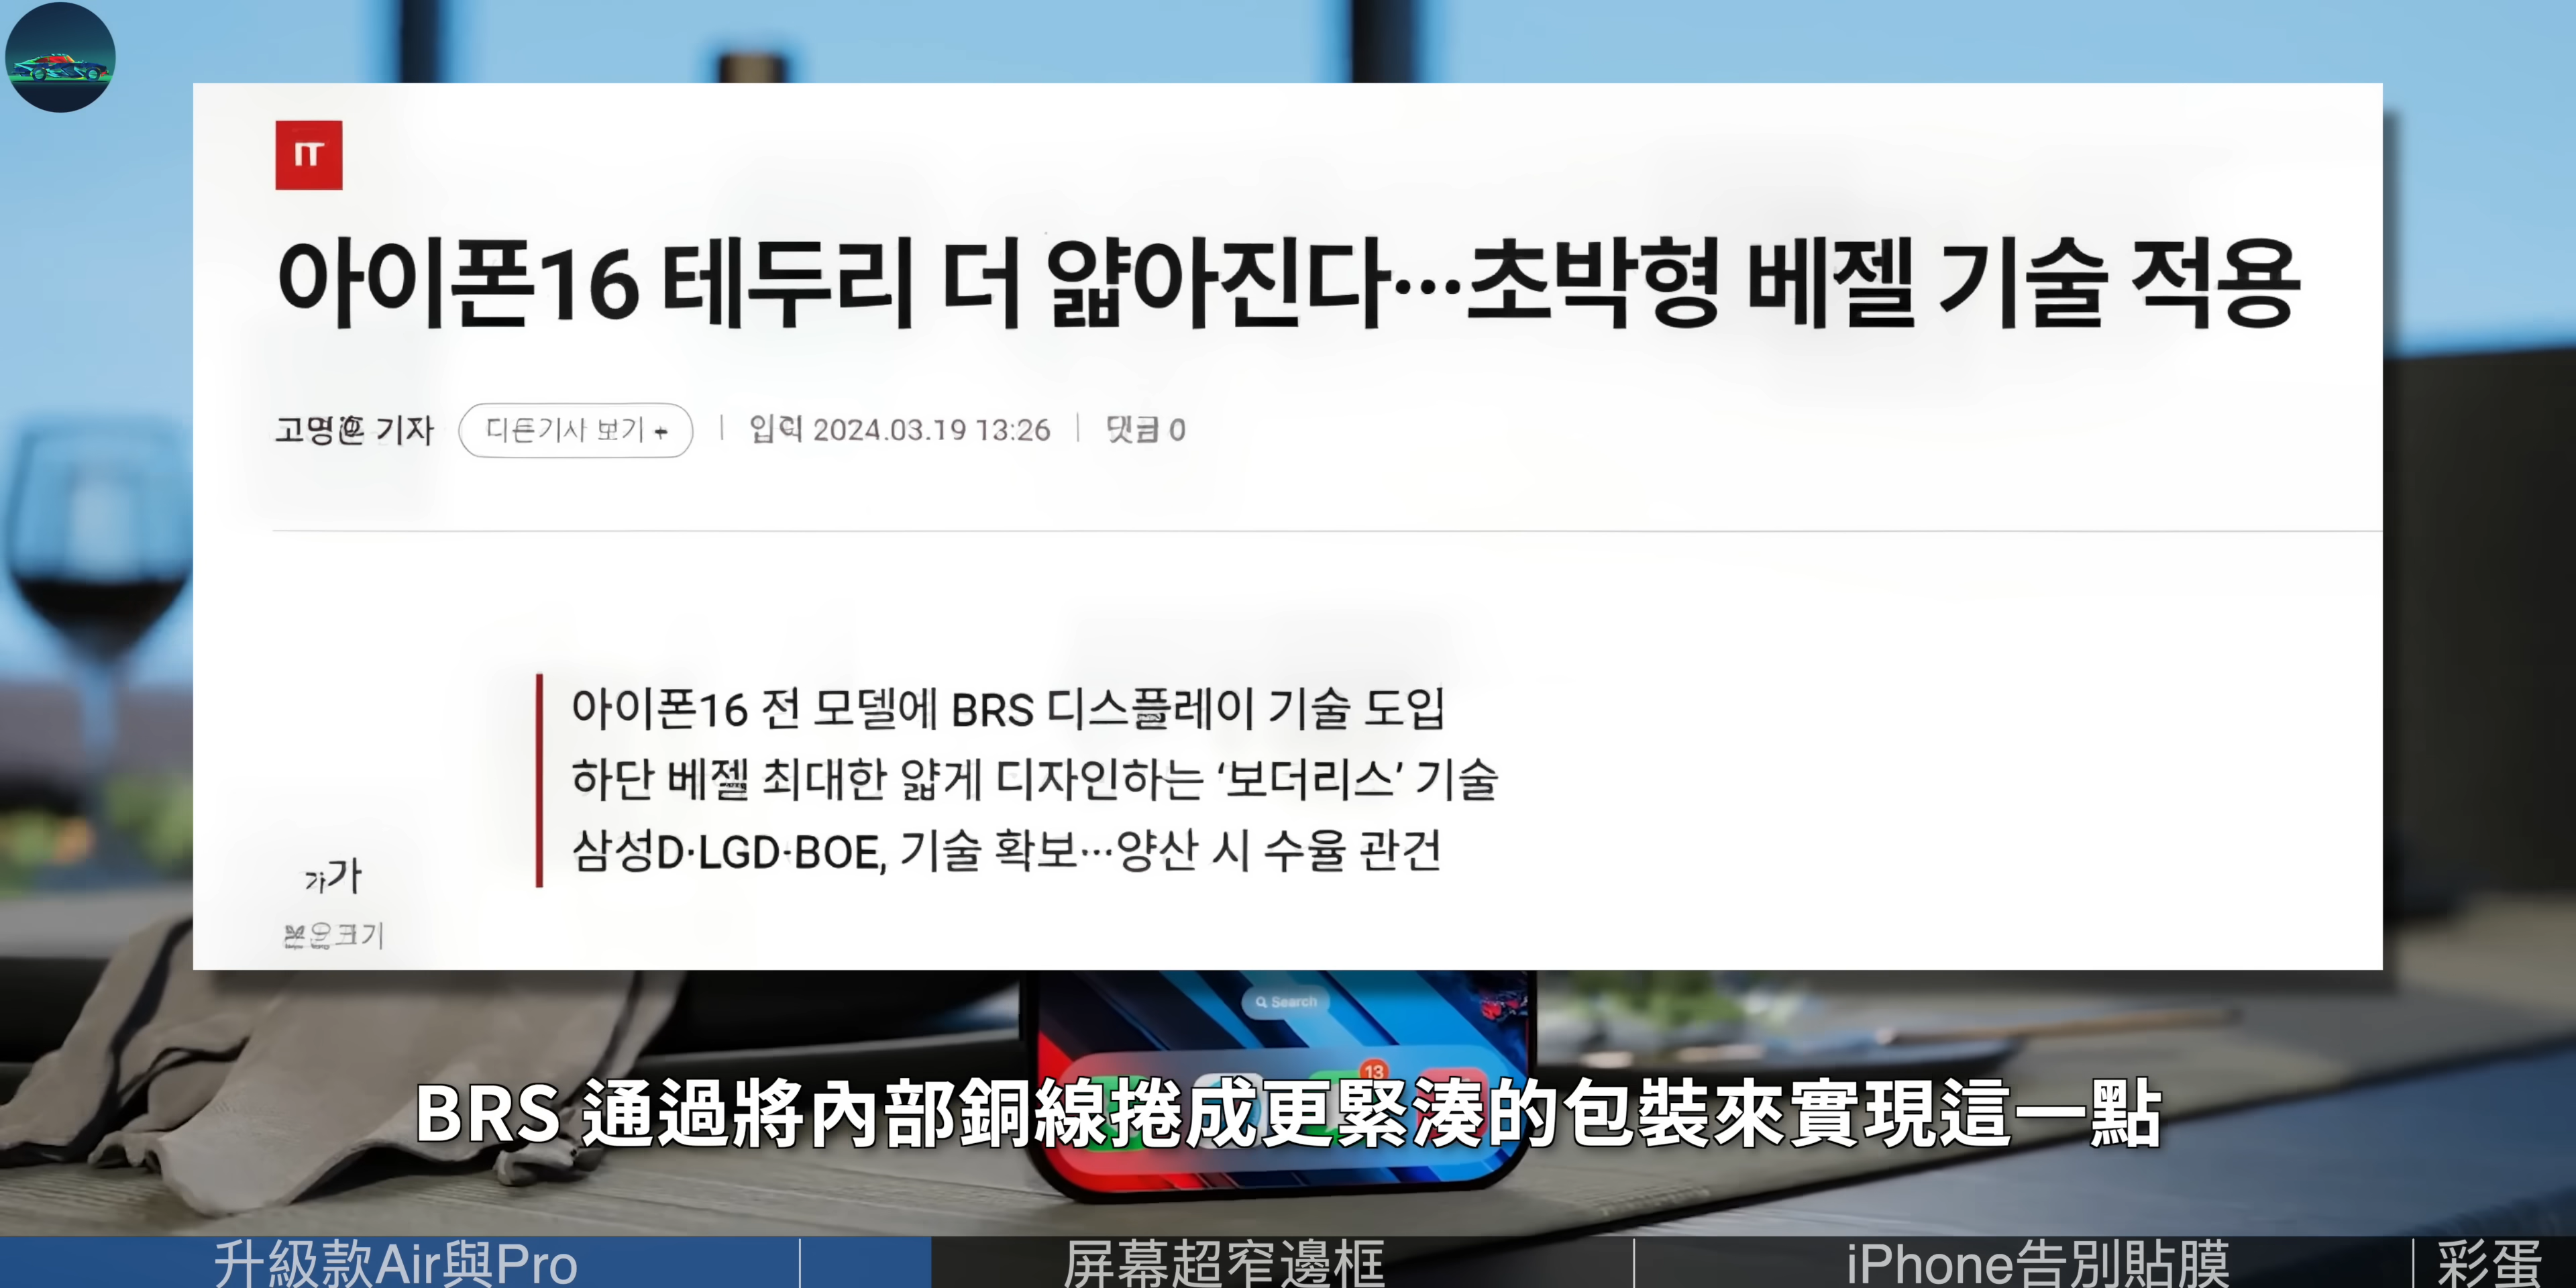 IT
아이폰16 테두리 더 얇아진다…초박형 베젤 기술 적용
고명훈 기자 다른기사 보기 + 입력 2024.03.19 13:26 댓글 0
아이폰16 전 모델에 BRS 디스플레이 기술 도입
하단 베젤 최대한 얇게 디자인하는 ‘보더리스’ 기술
삼성D·LGD·BOE, 기술 확보…양산 시 수율 관건
가가
본문크기
Search
13
BRS 通過將內部銅線捲成更緊湊的包裝來實現這一點
升級款Air與Pro 屏幕超窄邊框 iPhone告別貼膜 彩蛋